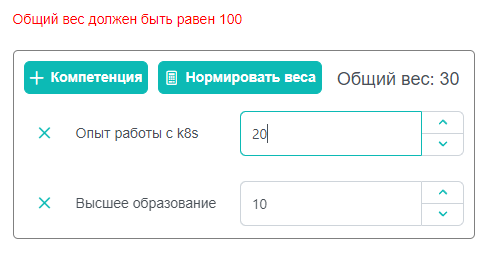 Общий вес должен быть равен 100
Компетенция Нормировать веса Общий вес: 30
Опыт работы с k8s 20
Высшее образование 10